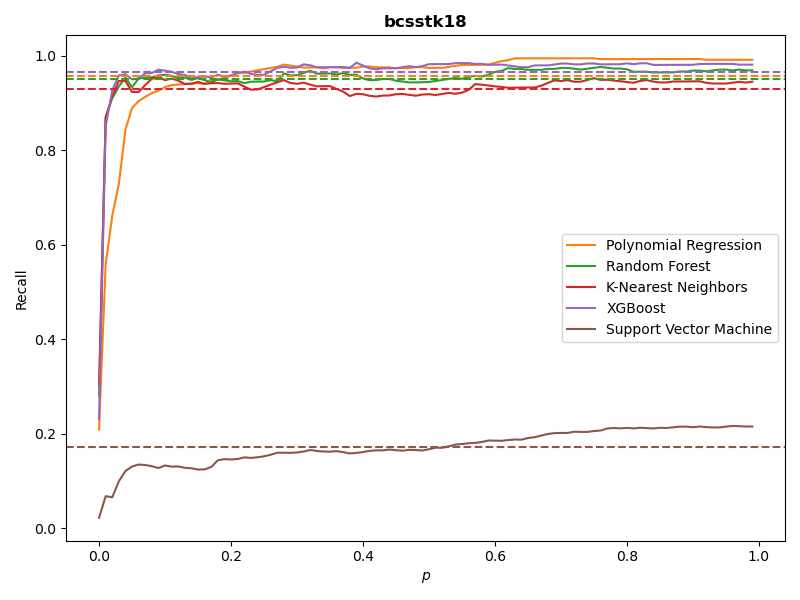 bcsstk18
Recall
1.0
0.8
0.6
0.4
0.2
0.0
Polynomial Regression
Random Forest
K-Nearest Neighbors
XGBoost
Support Vector Machine
0.0 0.2 0.4 0.6 0.8 1.0
p